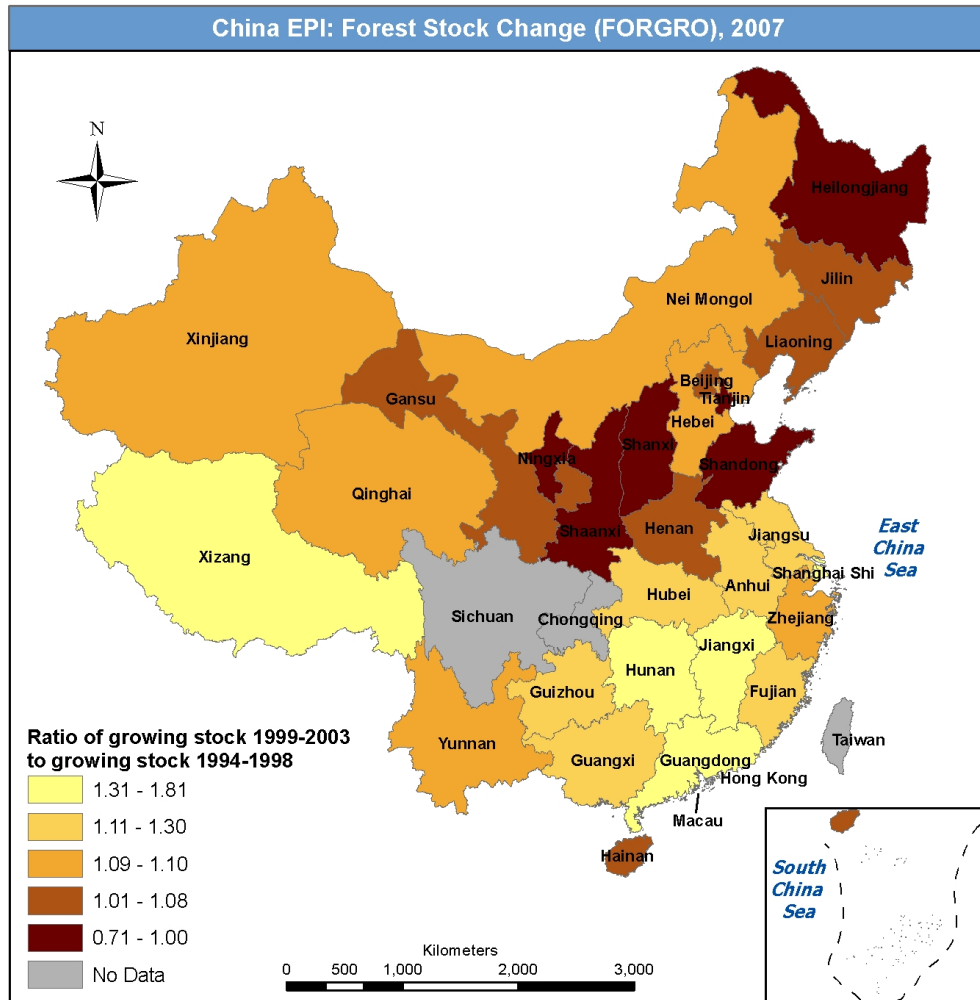 China EPI: Forest Stock Change (FORGRO), 2007
N
Heilongjiang
Jilin
Nei Mongol
Liaoning
Xinjiang
Beijing
Tianjin
Gansu
Hebei
Shanxi
Ningxia
Shandong
Qinghai
Shaanxi
Henan
Jiangsu
East
China
Sea
Xizang
Shanghai Shi
Anhui
Hubei
Sichuan
Chongqing
Zhejiang
Jiangxi
Hunan
Guizhou
Fujian
Ratio of growing stock 1999-2003
to growing stock 1994-1998
Yunnan
Taiwan
Guangxi
Guangdong
Hong Kong
Macau
Hainan
1.31 - 1.81
1.11 - 1.30
1.09 - 1.10
1.01 - 1.08
0.71 - 1.00
No Data
South
China
Sea
Kilometers
0 500 1,000 2,000 3,000